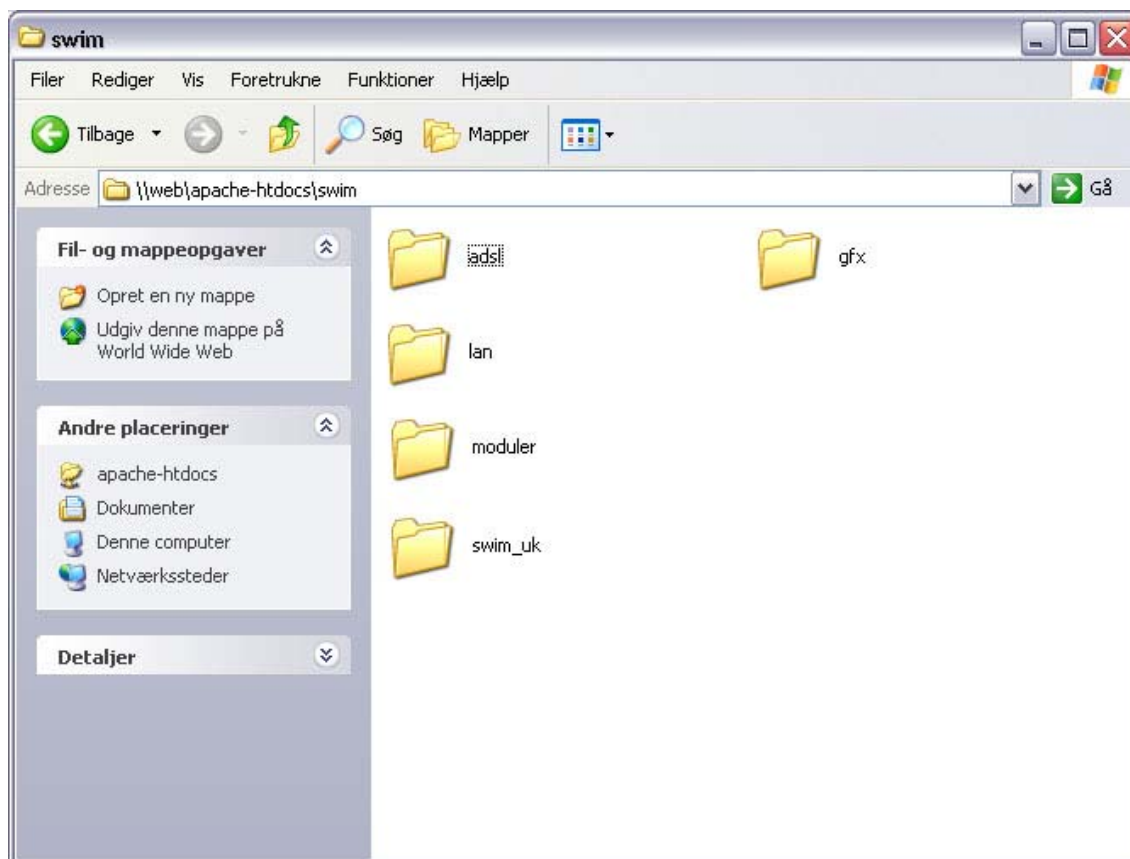 swim
Filer Rediger Vis Foretrukne Funktioner Hjælp
Tilbage Søg Mapper
Adresse \\web\apache-htdocs\swim Gå
Fil- og mappeopgaver
Opret en ny mappe
Udgiv denne mappe på
World Wide Web
Andre placeringer
apache-htdocs
Dokumenter
Denne computer
Netværkssteder
Detaljer
adsl
gfx
lan
moduler
swim_uk